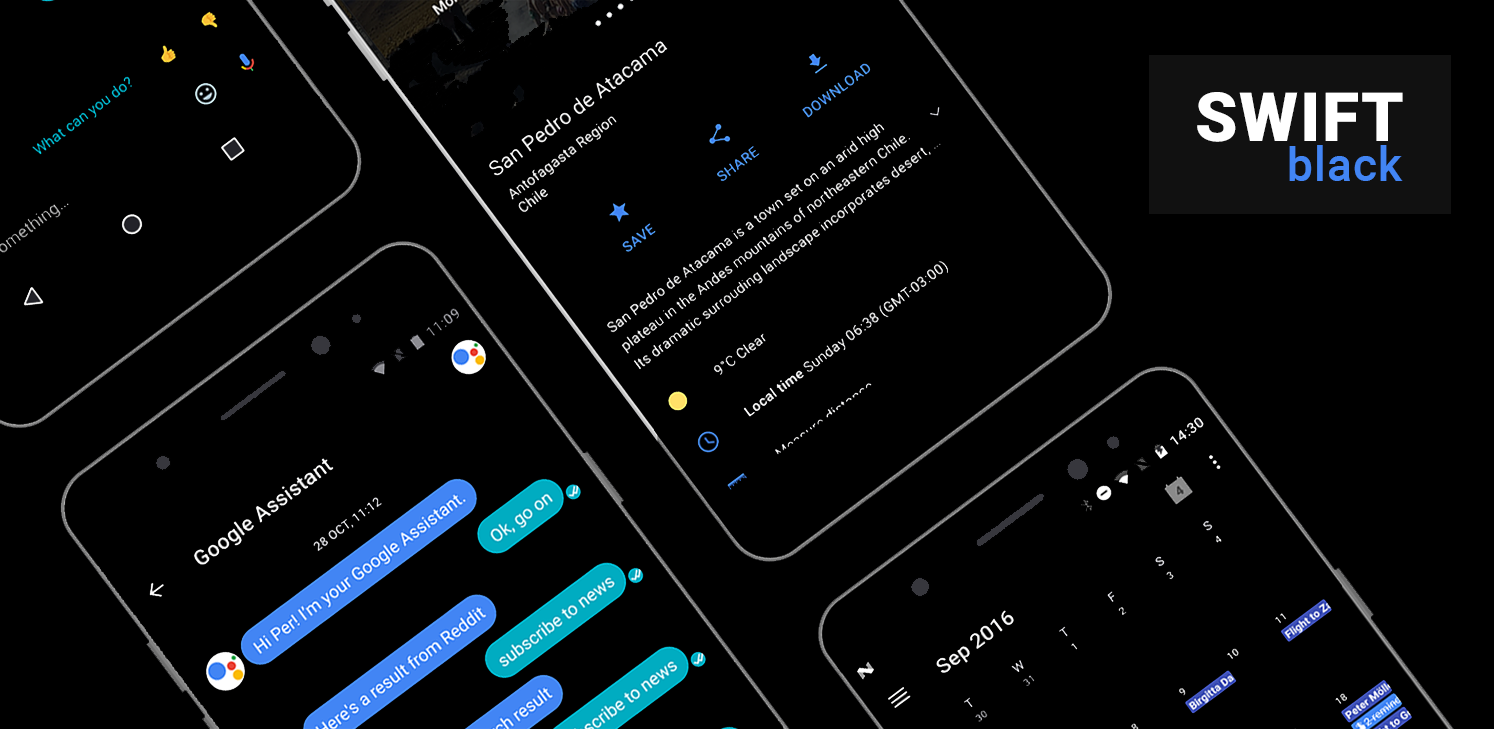 What can you do?
omething...
Google Assistant
11:09
28 OCT, 11:12
Hi Per! I'm your Google Assistant.
Ok, go on
Here's a result from Reddit
subscribe to news
ch result
scribe to news
San Pedro de Atacama
Antofagasta Region
Chile
SAVE
SHARE
DOWNLOAD
San Pedro de Atacama is a town set on an arid high
plateau in the Andes mountains of northeastern Chile.
Its dramatic surrouding landscape incorporates desert, ...
9°C Clear
Local time Sunday 06:38 (GMT-03:00)
Measure distance
SWIFT
black
14:30
4
Sep 2016
T W T F S S
30 31 1 2 3 4
8 9 10 11
Birgitta Da
Flight to Z
18
Peter Mölle
2-remind
t to G